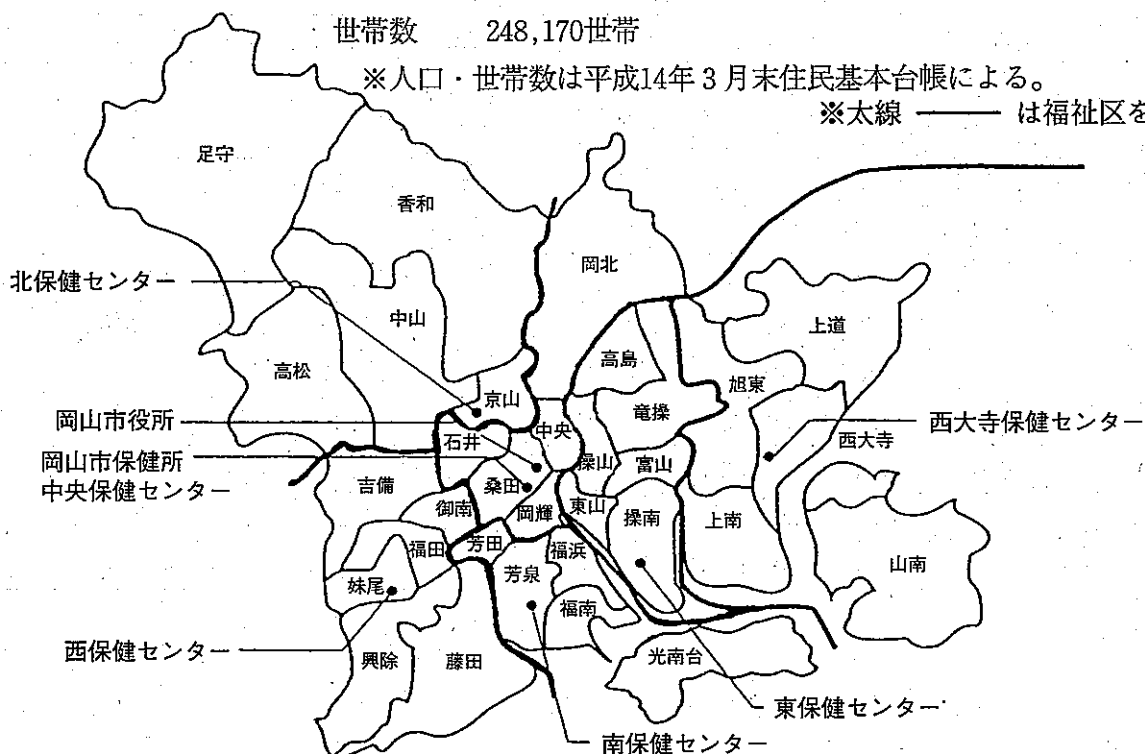 世帯数 248,170世帯
※人口・世帯数は平成14年3月末住民基本台帳による。
※太線 ―― は福祉区を
足守
香和
岡北
北保健センター
中山
上道
高島
高松
旭東
京山
竜操
岡山市役所
中央
西大寺保健センター
石井
西大寺
岡山市保健所
操山
富山
中央保健センター
吉備
桑田
御南
岡輝
東山
操南
上南
福田
芳田
福浜
山南
芳泉
妹尾
福南
西保健センター
興除
藤田
光南台
東保健センター
南保健センター